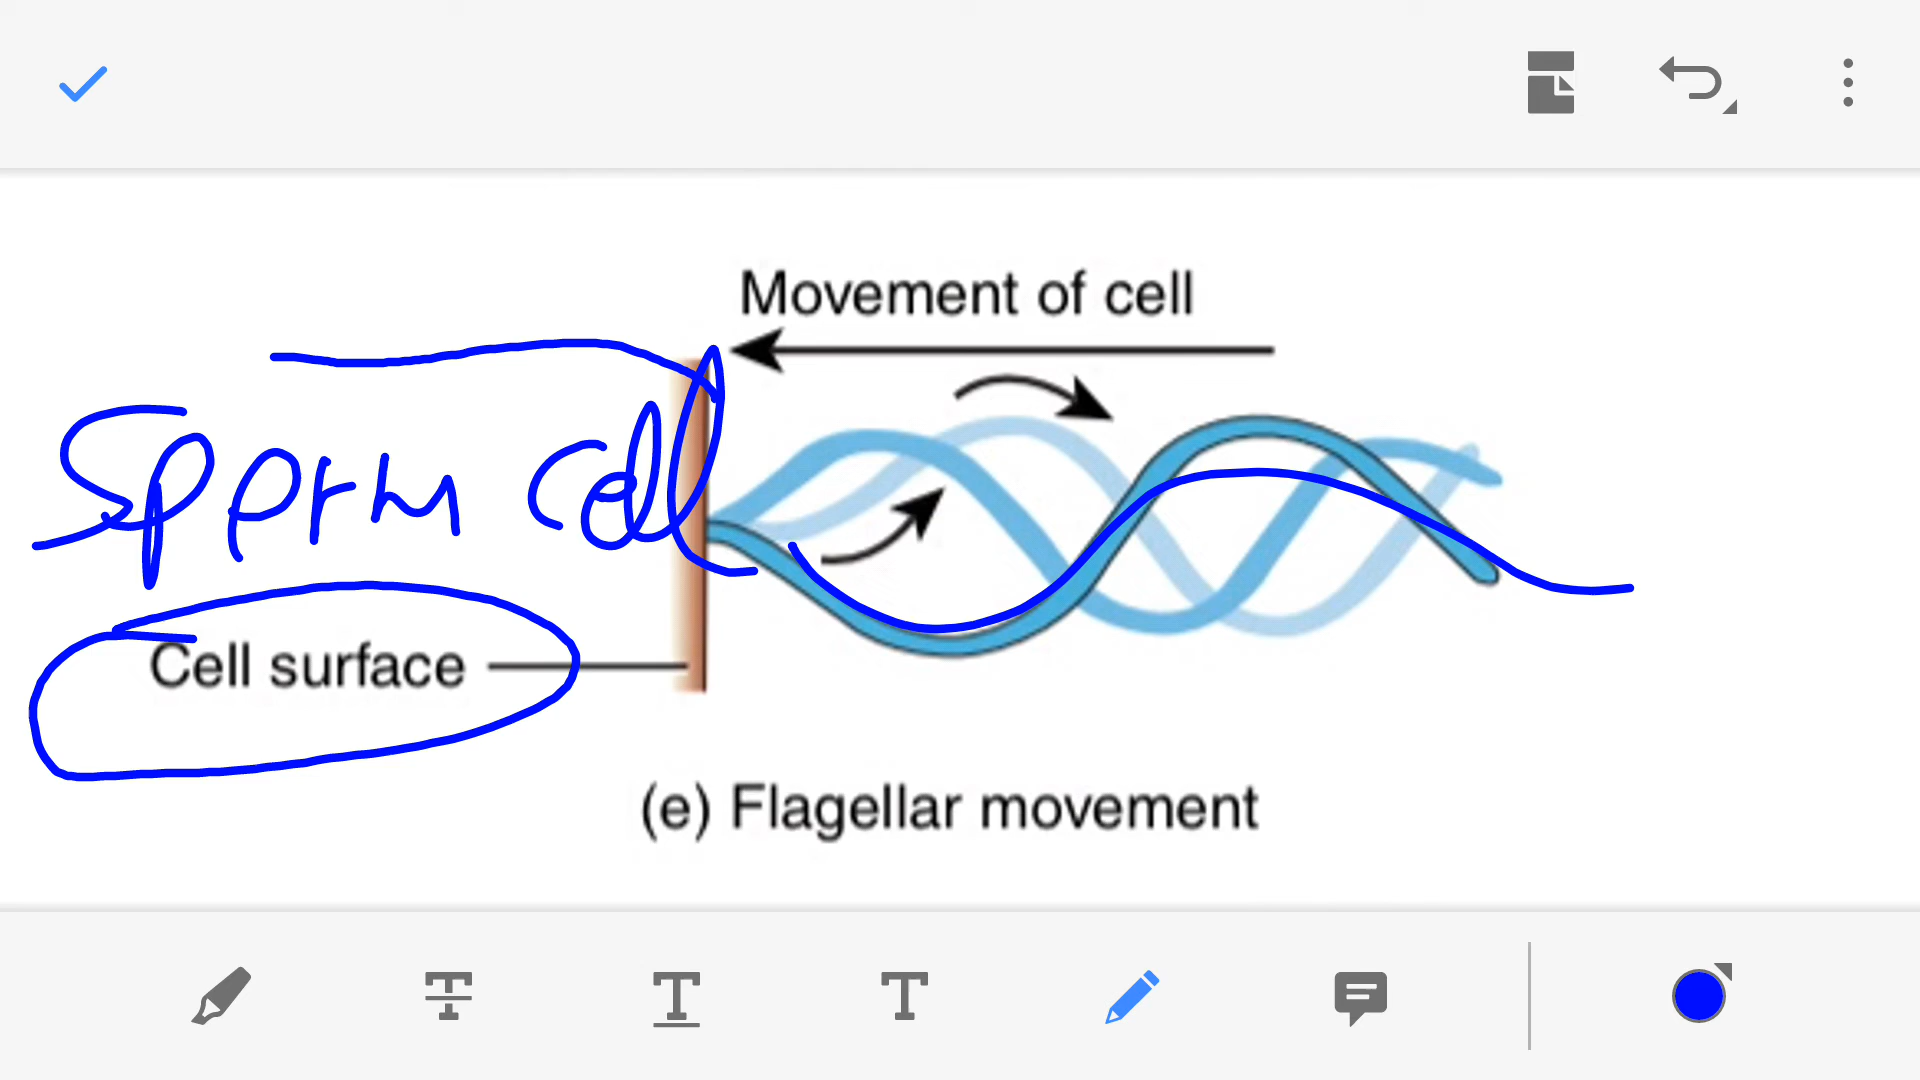 Movement of cell
Sperm cell
Cell surface
(e) Flagellar movement